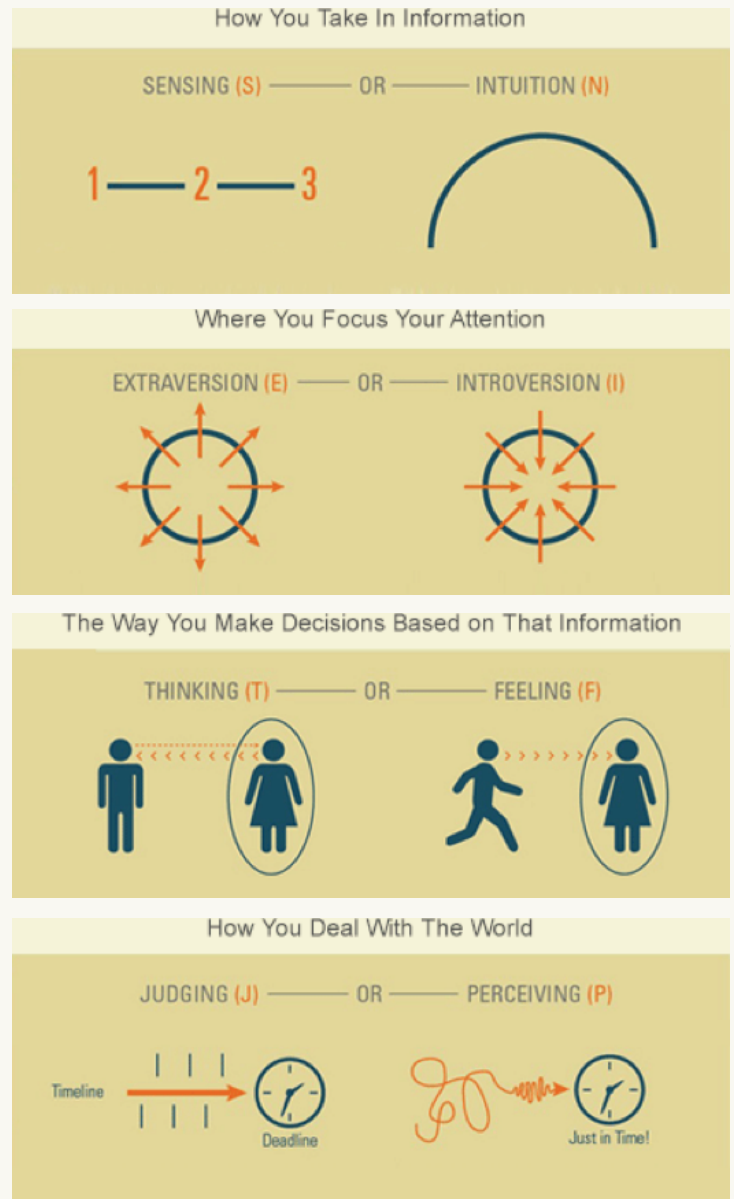 How You Take In Information
SENSING (S) OR INTUITION (N)
1 2 3
Where You Focus Your Attention
EXTRAVERSION (E) OR INTROVERSION (I)
The Way You Make Decisions Based on That Information
THINKING (T) OR FEELING (F)
How You Deal With The World
JUDGING (J) OR PERCEIVING (P)
Timeline
Deadline
Just in Time!